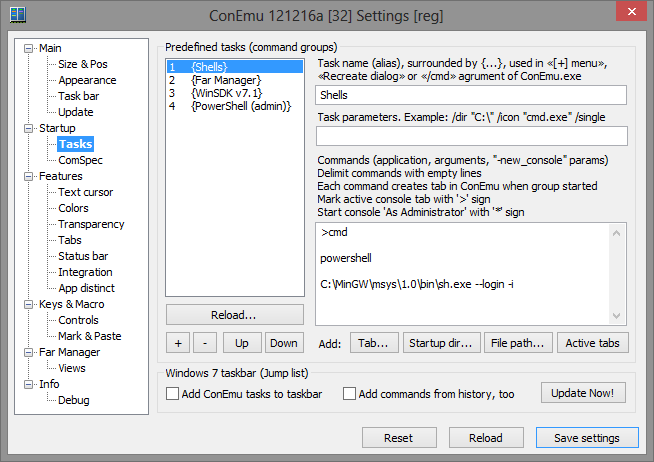 ConEmu 121216a [32] Settings [reg]
Main
Size & Pos
Appearance
Task bar
Update
Startup
Tasks
ComSpec
Features
Text cursor
Colors
Transparency
Tabs
Status bar
Integration
App distinct
Keys & Macro
Controls
Mark & Paste
Far Manager
Views
Info
Debug
Predefined tasks (command groups)
1 {Shells}
2 {Far Manager}
3 {WinSDK v7.1}
4 {PowerShell (admin)}
Reload...
+ - Up Down
Task name (alias), surrounded by {...}, used in «[+] menu»,
«Recreate dialog» or «/cmd» agrument of ConEmu.exe
Shells
Task parameters. Example: /dir "C:\" /icon "cmd.exe" /single
Commands (application, arguments, "-new_console" params)
Delimit commands with empty lines
Each command creates tab in ConEmu when group started
Mark active console tab with '>' sign
Start console 'As Administrator' with '*' sign
>cmd
powershell
C:\MinGW\msys\1.0\bin\sh.exe --login -i
Add: Tab... Startup dir... File path... Active tabs
Windows 7 taskbar (Jump list)
Add ConEmu tasks to taskbar
Add commands from history, too
Update Now!
Reset Reload Save settings